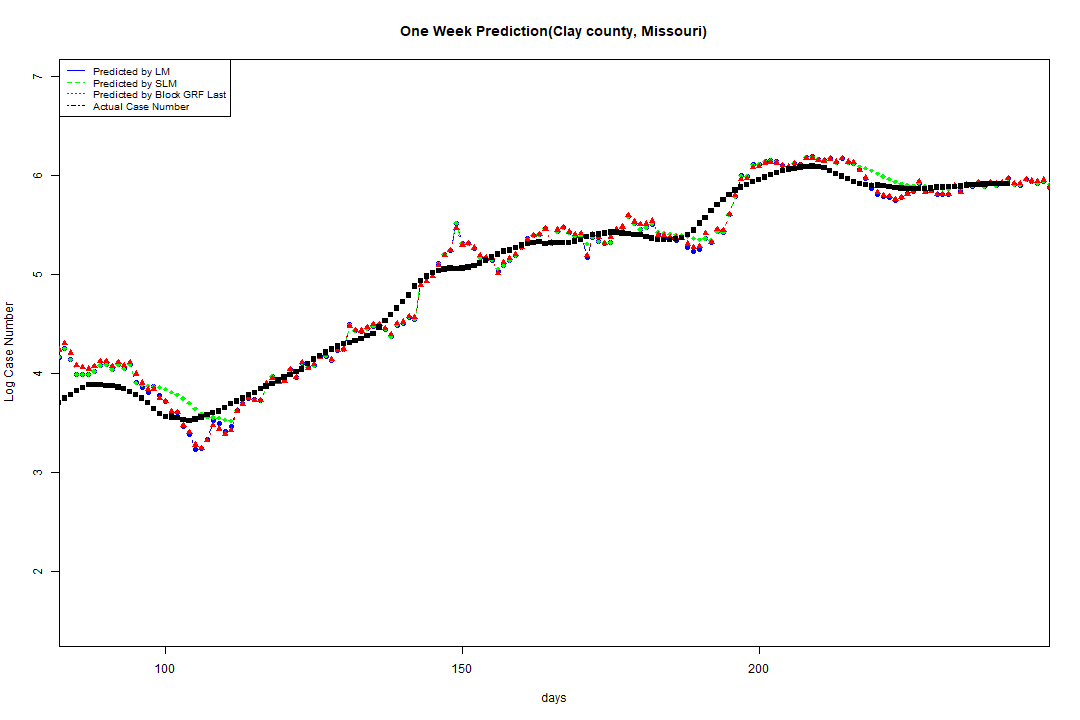 One Week Prediction(Clay county, Missouri)
Predicted by LM
Predicted by SLM
Predicted by Block GRF Last
Actual Case Number
7
6
5
4
3
2
Log Case Number
100 150 200
days